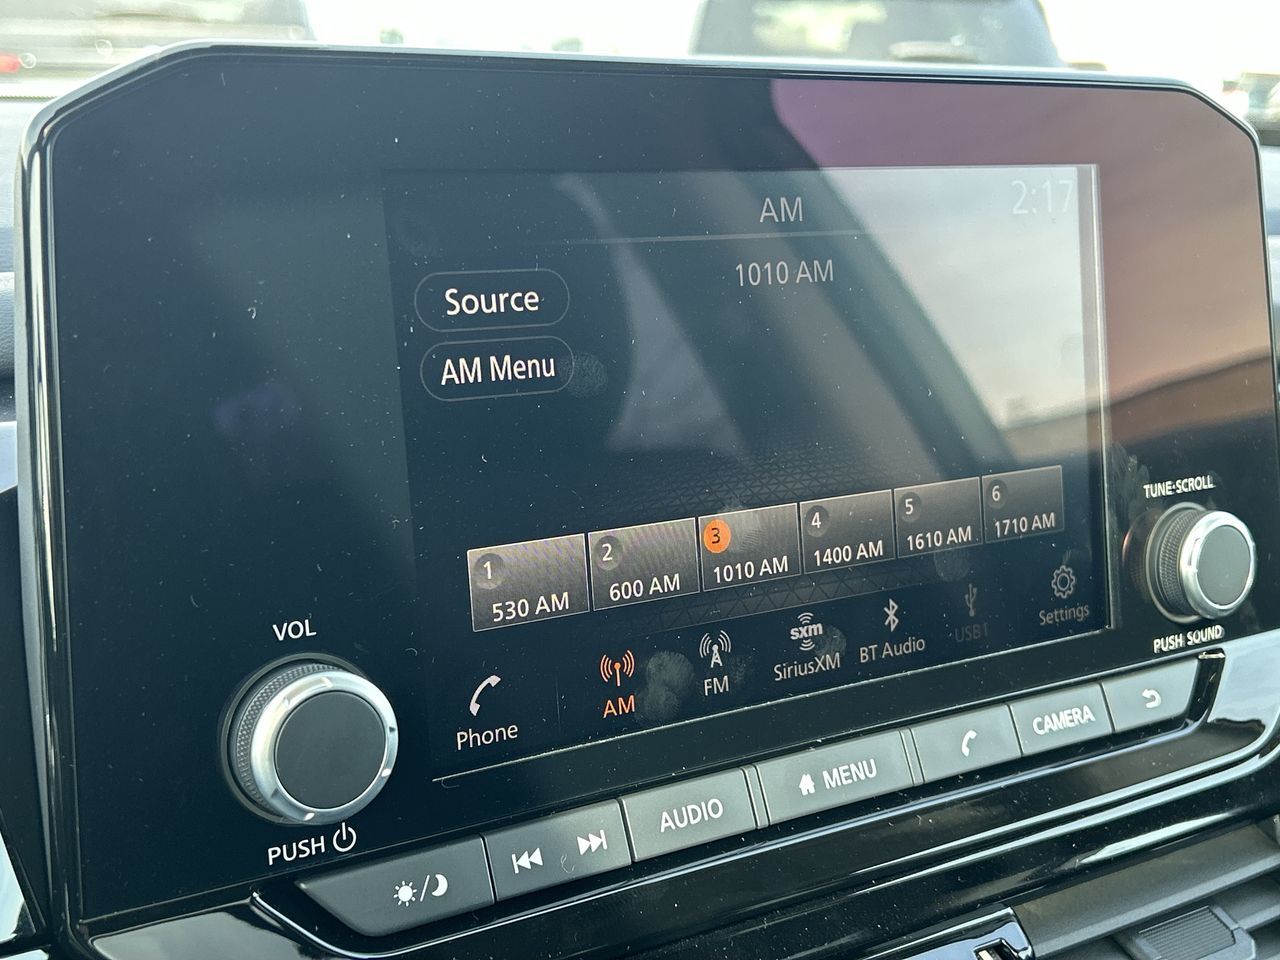 AM
2:17
1010 AM
Source
AM Menu
1
530 AM
2
600 AM
3
1010 AM
4
1400 AM
5
1610 AM
6
1710 AM
Phone
AM
FM
sxm
SiriusXM
BT Audio
USB1
Settings
VOL
PUSH
TUNE·SCROLL
PUSH SOUND
AUDIO
MENU
CAMERA